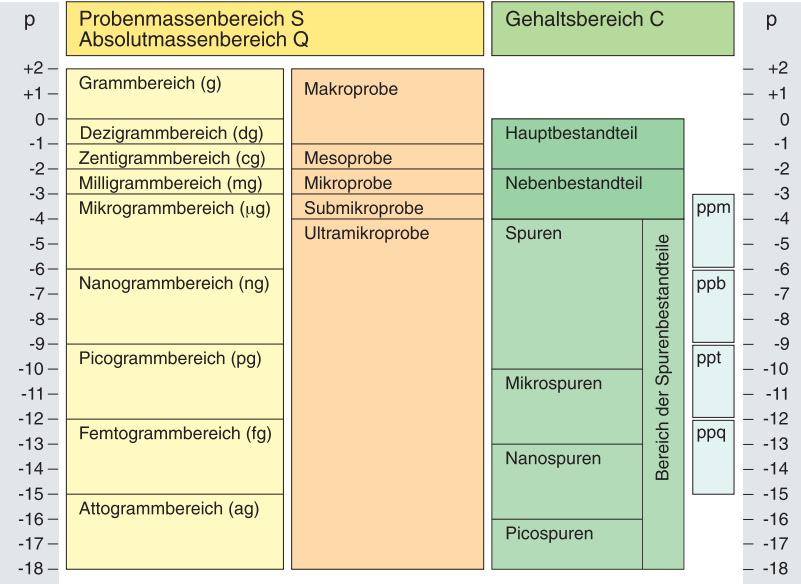 p
Probenmassenbereich S
Absolutmassenbereich Q
Gehaltsbereich C
p
+2
+1
0
-1
-2
-3
-4
-5
-6
-7
-8
-9
-10
-11
-12
-13
-14
-15
-16
-17
-18
Grammbereich (g)
Dezigrammbereich (dg)
Zentigrammbereich (cg)
Milligrammbereich (mg)
Mikrogrammbereich (µg)
Nanogrammbereich (ng)
Picogrammbereich (pg)
Femtogrammbereich (fg)
Attogrammbereich (ag)
Makroprobe
Mesoprobe
Mikroprobe
Submikroprobe
Ultramikroprobe
Hauptbestandteil
Nebenbestandteil
Spuren
Mikrospuren
Nanospuren
Picospuren
Bereich der Spurenbestandteile
ppm
ppb
ppt
ppq
+2
+1
0
-1
-2
-3
-4
-5
-6
-7
-8
-9
-10
-11
-12
-13
-14
-15
-16
-17
-18